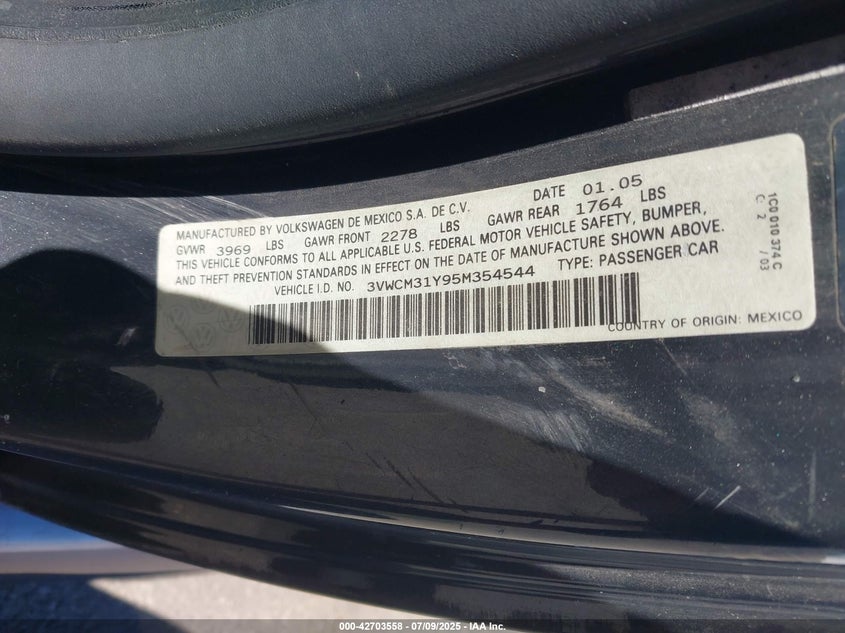 MANUFACTURED BY VOLKSWAGEN DE MEXICO S.A. DE C.V. DATE 01.05
GVWR 3969 LBS GAWR FRONT 2278 LBS GAWR REAR 1764 LBS
THIS VEHICLE CONFORMS TO ALL APPLICABLE U.S. FEDERAL MOTOR VEHICLE SAFETY, BUMPER,
AND THEFT PREVENTION STANDARDS IN EFFECT ON THE DATE OF MANUFACTURE SHOWN ABOVE.
VEHICLE I.D. NO. 3VWCM31Y95M354544 TYPE: PASSENGER CAR
COUNTRY OF ORIGIN: MEXICO
1C0 010 374 C
C 2 /03
000-42703558 - 07/09/2025 - IAA Inc.